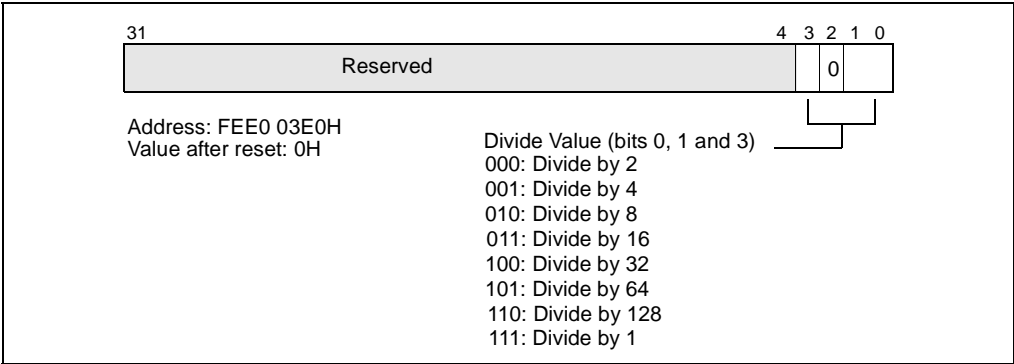 31 4 3 2 1 0
Reserved 0
Address: FEE0 03E0H
Value after reset: 0H
Divide Value (bits 0, 1 and 3)
000: Divide by 2
001: Divide by 4
010: Divide by 8
011: Divide by 16
100: Divide by 32
101: Divide by 64
110: Divide by 128
111: Divide by 1